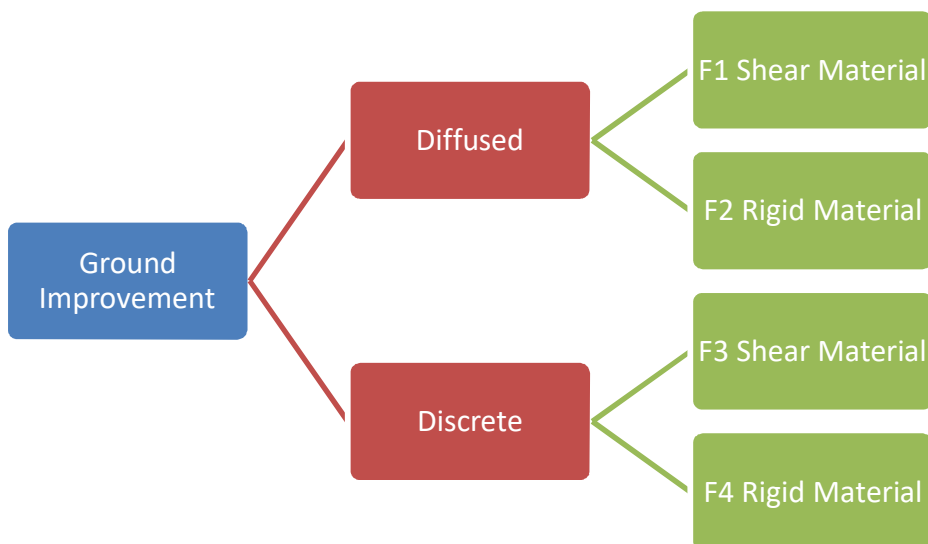 Ground
Improvement
Diffused
F1 Shear Material
F2 Rigid Material
Discrete
F3 Shear Material
F4 Rigid Material